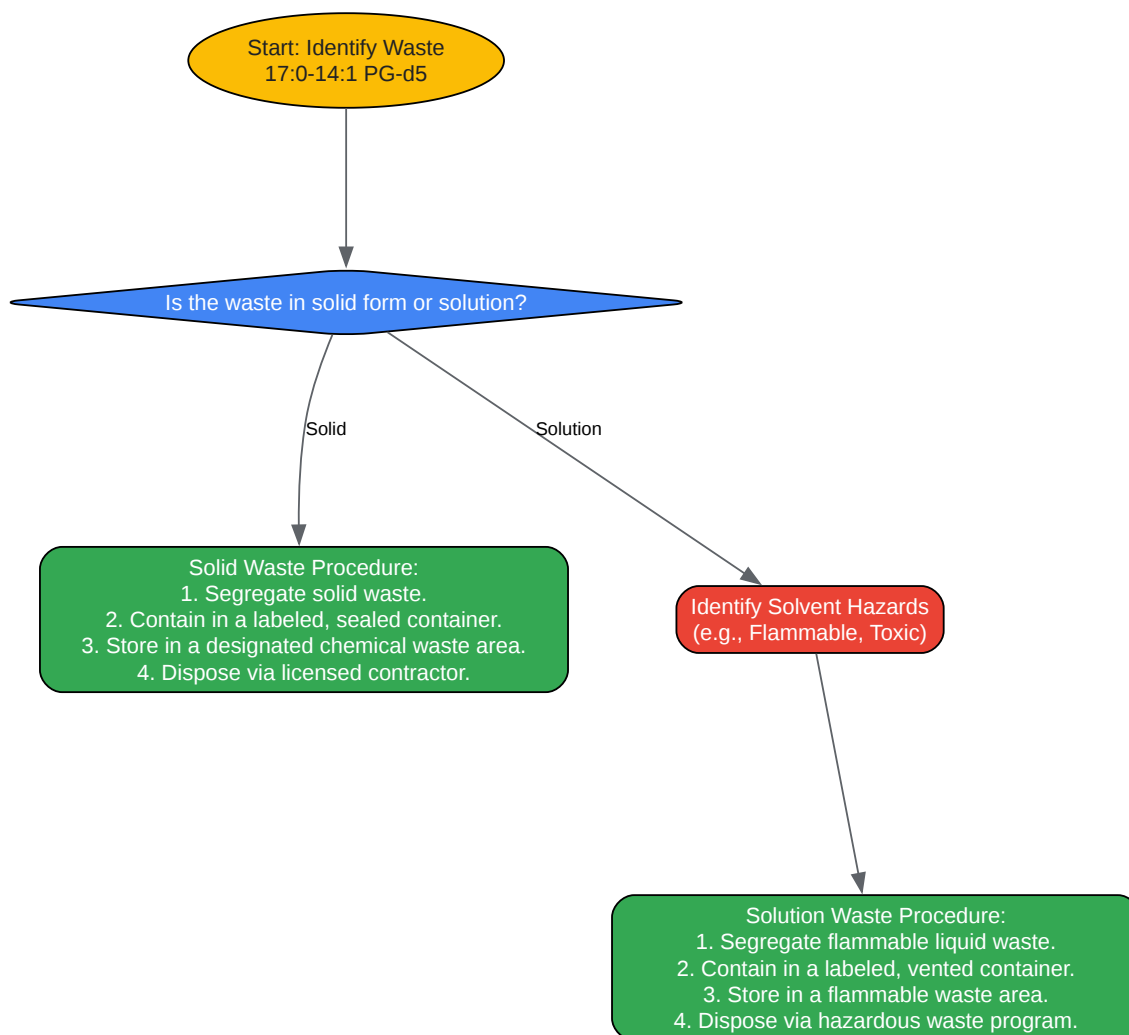 Start: Identify Waste
17:0-14:1 PG-d5
Is the waste in solid form or solution?
Solid
Solution
Solid Waste Procedure:
1. Segregate solid waste.
2. Contain in a labeled, sealed container.
3. Store in a designated chemical waste area.
4. Dispose via licensed contractor.
Identify Solvent Hazards
(e.g., Flammable, Toxic)
Solution Waste Procedure:
1. Segregate flammable liquid waste.
2. Contain in a labeled, vented container.
3. Store in a flammable waste area.
4. Dispose via hazardous waste program.